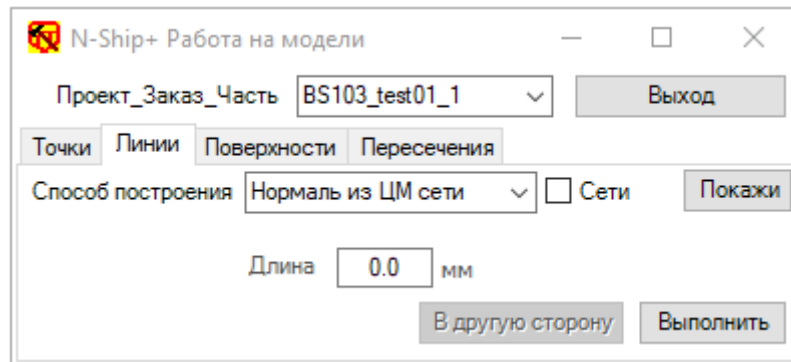 N-Ship+ Работа на модели
Проект_Заказ_Часть BS103_test01_1 Выход
Точки Линии Поверхности Пересечения
Способ построения Нормаль из ЦМ сети Сети Покажи
Длина 0.0 мм
В другую сторону Выполнить